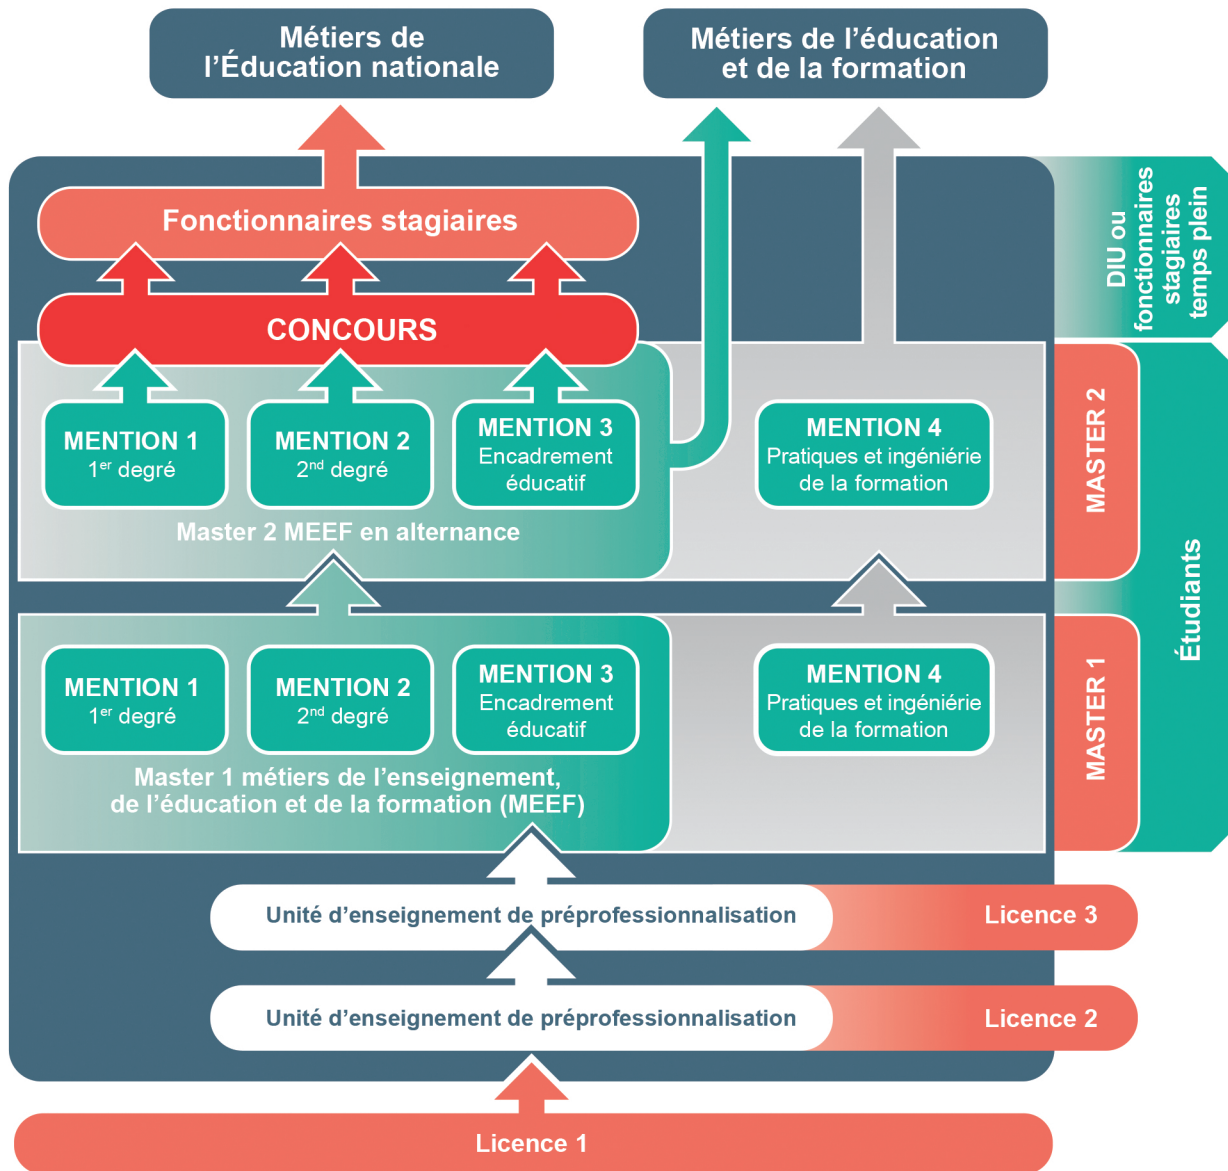 Métiers de
l’Éducation nationale
Métiers de l’éducation
et de la formation
Fonctionnaires stagiaires
CONCOURS
DIU ou
fonctionnaires
stagiaires
temps plein
MENTION 1
1er degré
MENTION 2
2nd degré
MENTION 3
Encadrement
éducatif
MENTION 4
Pratiques et ingéniérie
de la formation
Master 2 MEEF en alternance
MASTER 2
Étudiants
MENTION 1
1er degré
MENTION 2
2nd degré
MENTION 3
Encadrement
éducatif
MENTION 4
Pratiques et ingéniérie
de la formation
Master 1 métiers de l’enseignement,
de l’éducation et de la formation (MEEF)
MASTER 1
Unité d’enseignement de préprofessionnalisation
Licence 3
Unité d’enseignement de préprofessionnalisation
Licence 2
Licence 1